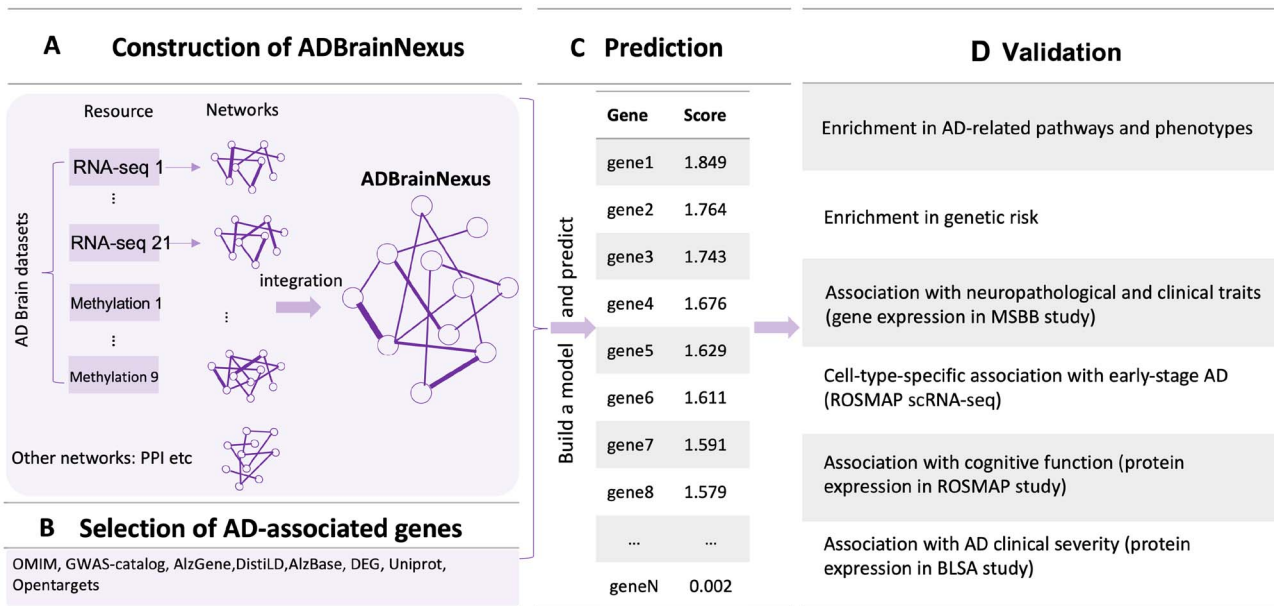 A Construction of ADBrainNexus
Resource Networks
AD Brain datasets
RNA-seq 1
...
RNA-seq 21
Methylation 1
...
Methylation 9
...
integration
ADBrainNexus
Other networks: PPI etc
B Selection of AD-associated genes
OMIM, GWAS-catalog, AlzGene,DistiLD,AlzBase, DEG, Uniprot,
Opentargets
Build a model and predict
C Prediction
Gene Score
gene1 1.849
gene2 1.764
gene3 1.743
gene4 1.676
gene5 1.629
gene6 1.611
gene7 1.591
gene8 1.579
... ...
geneN 0.002
D Validation
Enrichment in AD-related pathways and phenotypes
Enrichment in genetic risk
Association with neuropathological and clinical traits
(gene expression in MSBB study)
Cell-type-specific association with early-stage AD
(ROSMAP scRNA-seq)
Association with cognitive function (protein
expression in ROSMAP study)
Association with AD clinical severity (protein
expression in BLSA study)